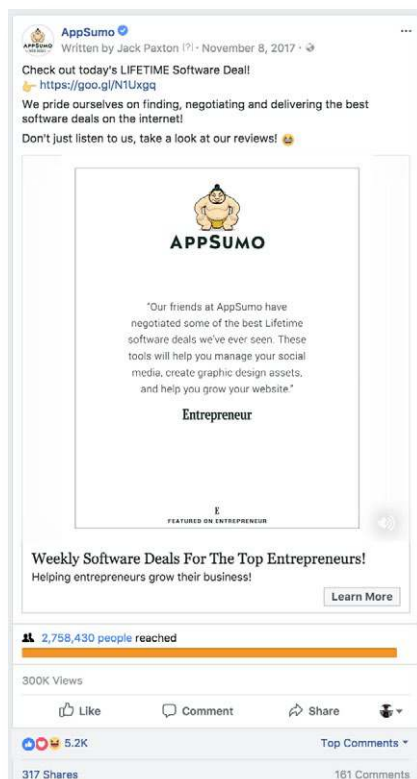 AppSumo
Written by Jack Paxton [?] · November 8, 2017 ·
Check out today's LIFETIME Software Deal!
👉 https://goo.gl/N1Uxgq
We pride ourselves on finding, negotiating and delivering the best
software deals on the internet!
Don't just listen to us, take a look at our reviews! 😆
APPSUMO
"Our friends at AppSumo have
negotiated some of the best Lifetime
software deals we've ever seen. These
tools will help you manage your social
media, create graphic design assets,
and help you grow your website."
Entrepreneur
E
FEATURED ON ENTREPRENEUR
Weekly Software Deals For The Top Entrepreneurs!
Helping entrepreneurs grow their business!
Learn More
2,758,430 people reached
300K Views
Like Comment Share
5.2K Top Comments
317 Shares 161 Comments